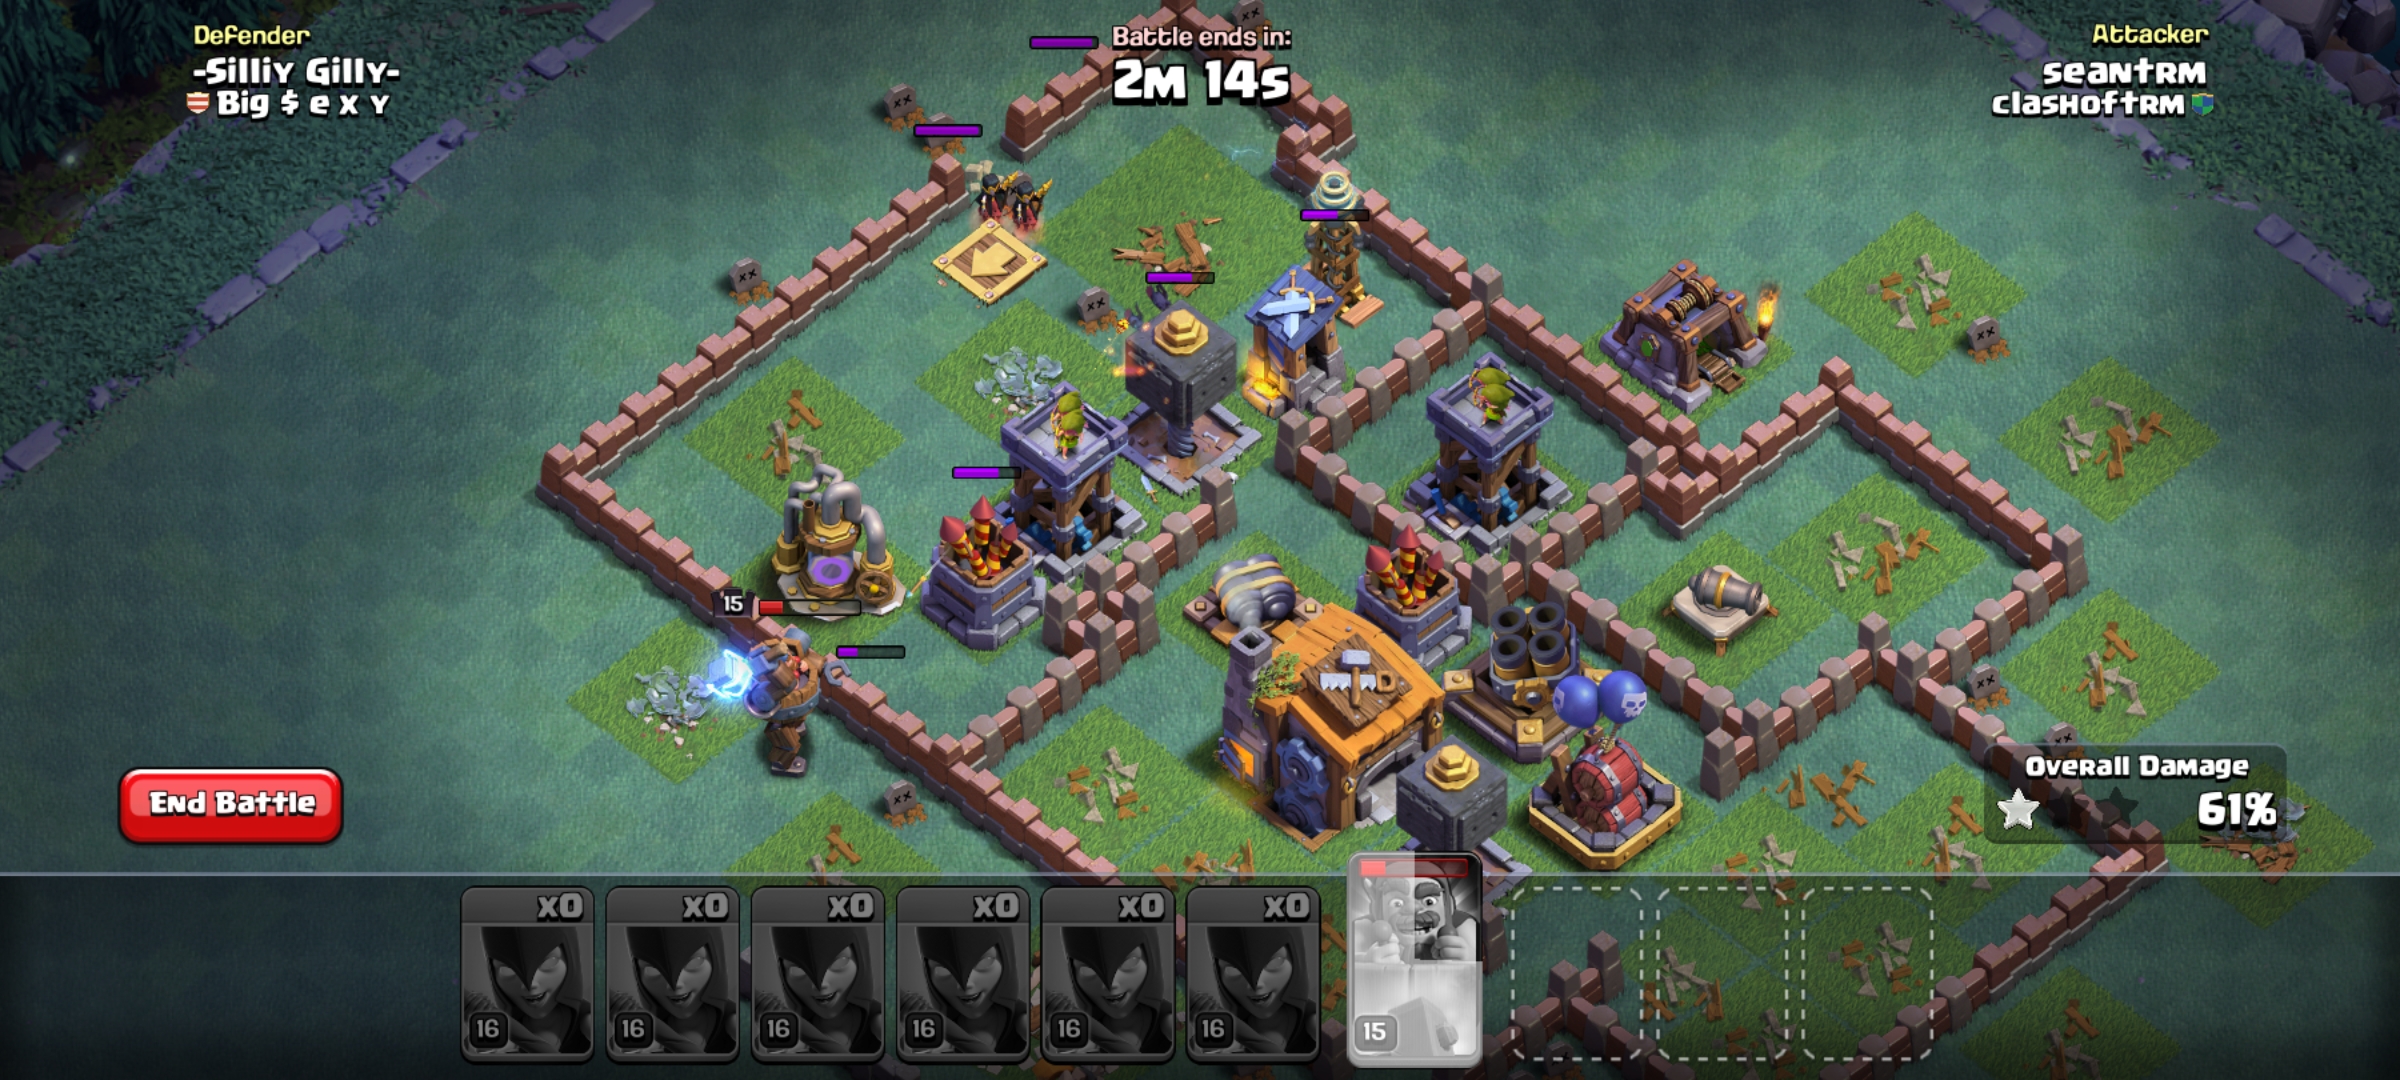 Defender
-Silliy Gilly-
Big $ e x y
Battle ends in:
2M 14s
Attacker
seantrm
clashoftrm
15
End Battle
Overall Damage
61%
x0
x0
x0
x0
x0
x0
16
16
16
16
16
16
15